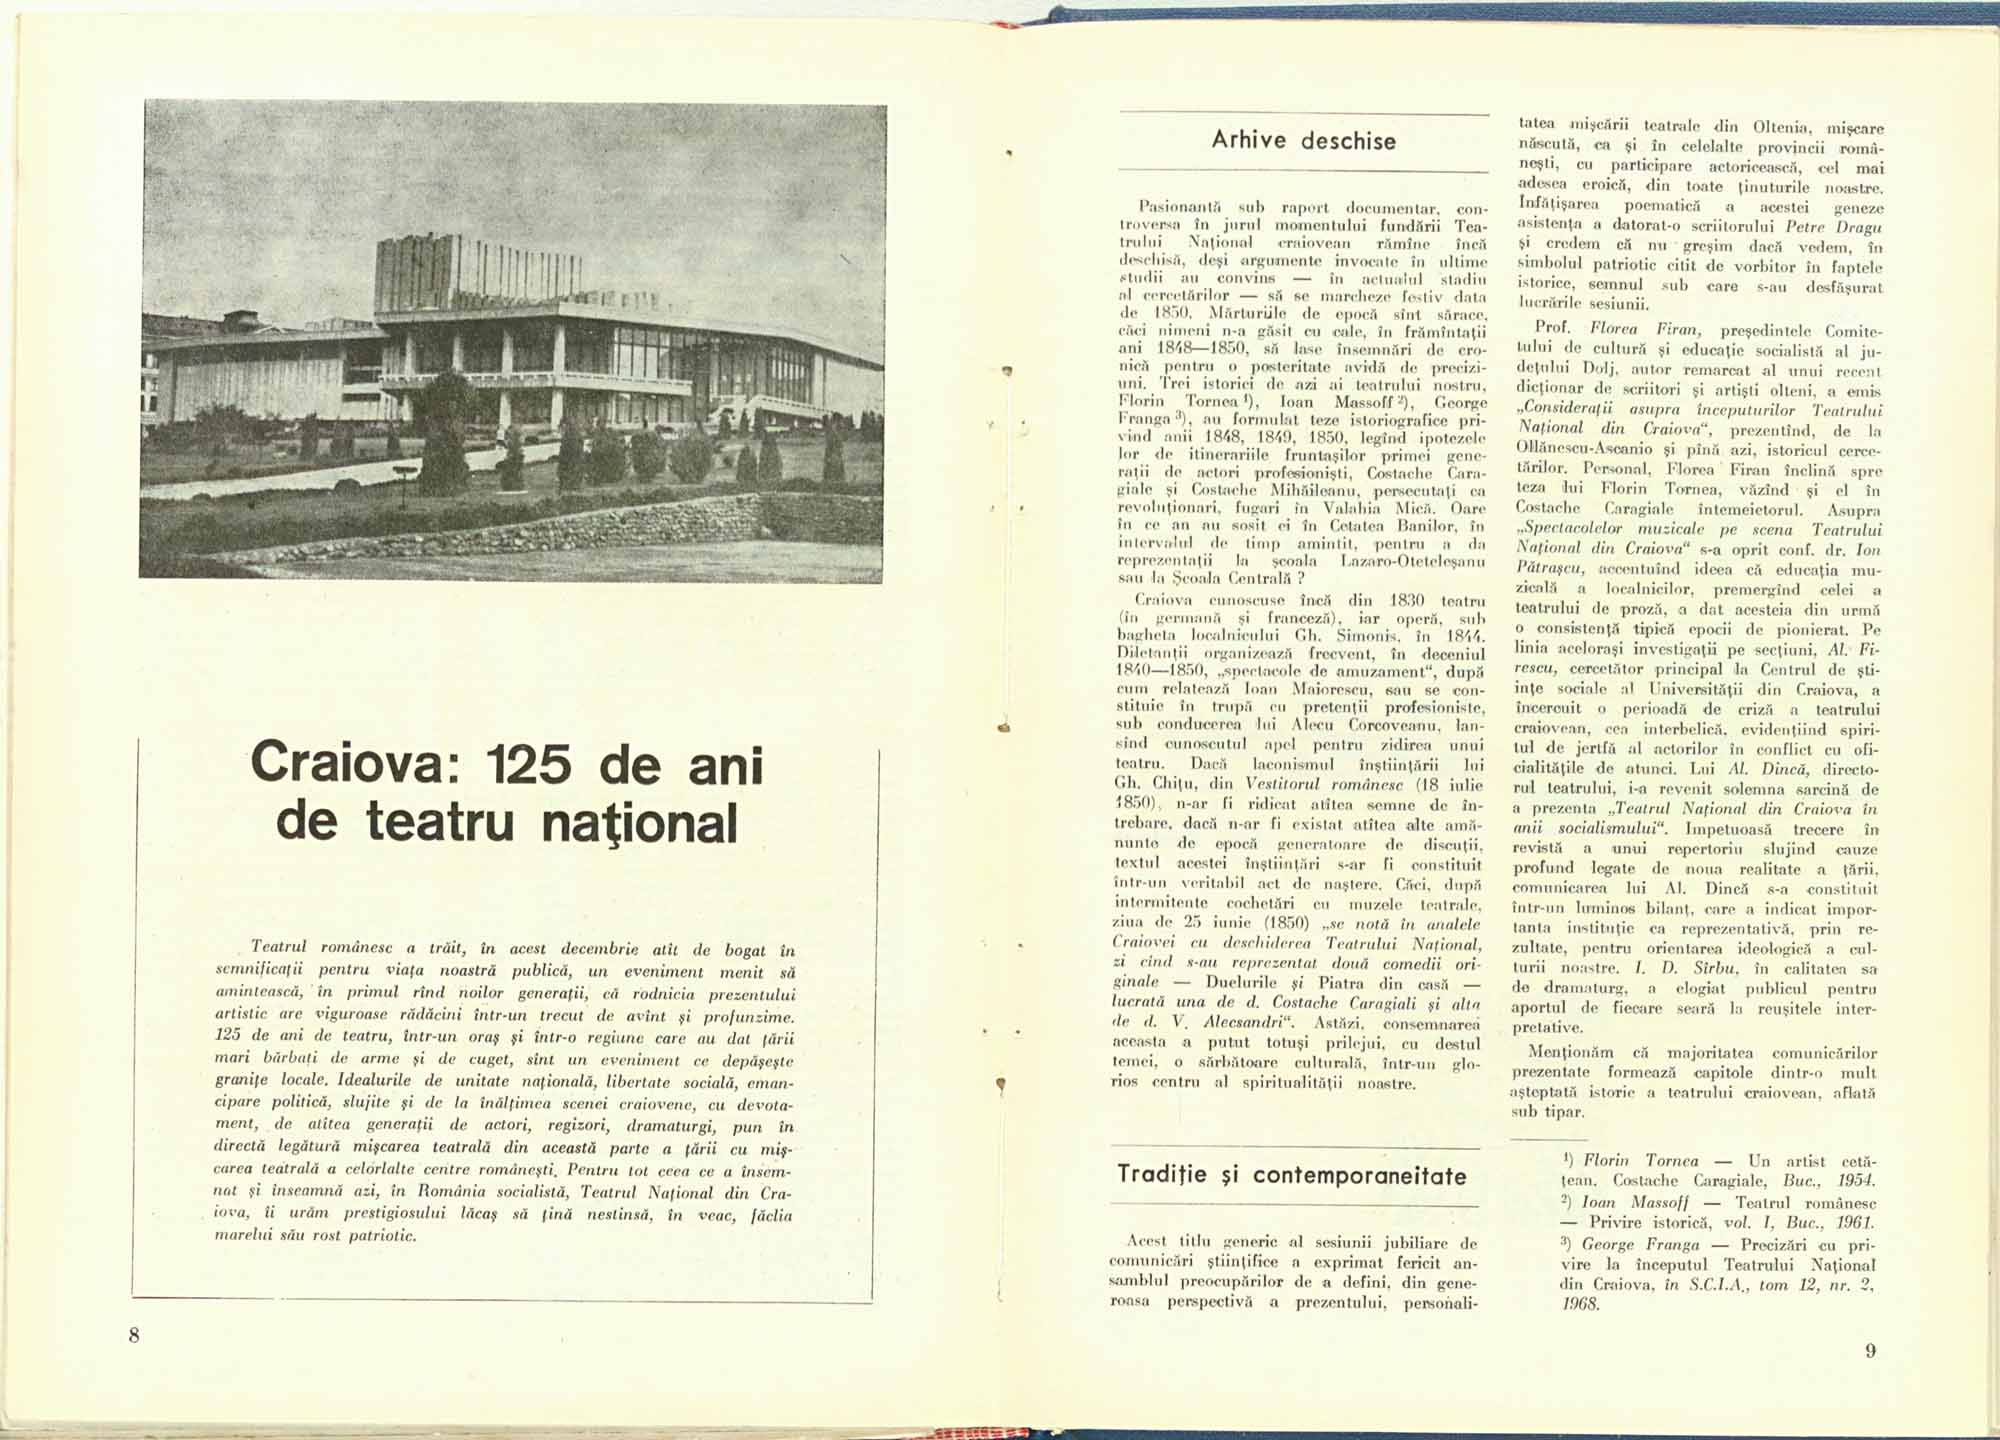 Craiova: 125 de ani
de teatru naţional
Teatrul românesc a trăit, în acest decembrie atît de bogat în
semnificaţii pentru viaţa noastră publică, un eveniment menit să
amintească, în primul rînd noilor generaţii, că rodnicia prezentului
artistic are viguroase rădăcini într-un trecut de avînt şi profunzime.
125 de ani de teatru, într-un oraş şi într-o regiune care au dat ţării
mari bărbaţi de arme şi de cuget, sînt un eveniment ce depăşeşte
graniţe locale. Idealurile de unitate naţională, libertate socială, eman-
cipare politică, slujite şi de la înălţimea scenei craiovene, cu devota-
ment, de atîtea generaţii de actori, regizori, dramaturgi, pun în
directă legătură mişcarea teatrală din această parte a ţării cu miş-
carea teatrală a celorlalte centre româneşti. Pentru tot ceea ce a însem-
nat şi înseamnă azi, în România socialistă, Teatrul Naţional din Cra-
iova, îi urăm prestigiosului lăcaş să ţină nestinsă, în veac, făclia
marelui său rost patriotic.
8
Arhive deschise
Pasionantă sub raport documentar, con-
troversa în jurul momentului fundării Tea-
trului Naţional craiovean rămîne încă
deschisă, deşi argumente invocate în ultime
studii au convins — în actualul stadiu
al cercetărilor — să se marcheze festiv data
de 1850. Mărturiile de epocă sînt sărace,
căci nimeni n-a găsit cu cale, în frămîntaţii
ani 1848—1850, să lase însemnări de cro-
nică pentru o posteritate avidă de precizi-
uni. Trei istorici de azi ai teatrului nostru,
Florin Tornea ¹), Ioan Massoff ²), George
Franga ³), au formulat teze istoriografice pri-
vind anii 1848, 1849, 1850, legînd ipotezele
lor de itinerariile fruntaşilor primei gene-
raţii de actori profesionişti, Costache Cara-
giale şi Costache Mihăileanu, persecutaţi ca
revoluţionari, fugari în Valahia Mică. Oare
în ce an au sosit ei în Cetatea Banilor, în
intervalul de timp amintit, pentru a da
reprezentaţii la şcoala Lazaro-Oteteleşanu
sau la Şcoala Centrală ?
Craiova cunoscuse încă din 1830 teatru
(în germană şi franceză), iar operă, sub
bagheta localnicului Gh. Simonis, în 1844.
Diletanţii organizează frecvent, în deceniul
1840—1850, „spectacole de amuzament“, după
cum relatează Ioan Maiorescu, sau se con-
stituie în trupă cu pretenţii profesioniste,
sub conducerea lui Alecu Corcoveanu, lan-
sînd cunoscutul apel pentru zidirea unui
teatru. Dacă laconismul înştiinţării lui
Gh. Chiţu, din Vestitorul românesc (18 iulie
1850), n-ar fi ridicat atîtea semne de în-
trebare, dacă n-ar fi existat atîtea alte amă-
nunte de epocă generatoare de discuţii,
textul acestei înştiinţări s-ar fi constituit
într-un veritabil act de naştere. Căci, după
intermitente cochetări cu muzele teatrale,
ziua de 25 iunie (1850) „se notă în analele
Craiovei cu deschiderea Teatrului Naţional,
zi cînd s-au reprezentat două comedii ori-
ginale — Duelurile şi Piatra din casă —
lucrată una de d. Costache Caragiali şi alta
de d. V. Alecsandri“. Astăzi, consemnarea
aceasta a putut totuşi prilejui, cu destul
temei, o sărbătoare culturală, într-un glo-
rios centru al spiritualităţii noastre.
Tradiţie şi contemporaneitate
Acest titlu generic al sesiunii jubiliare de
comunicări ştiinţifice a exprimat fericit an-
samblul preocupărilor de a defini, din gene-
roasa perspectivă a prezentului, personali-
tatea mişcării teatrale din Oltenia, mişcare
născută, ca şi în celelalte provincii româ-
neşti, cu participare actoricească, cel mai
adesea eroică, din toate ţinuturile noastre.
Înfăţişarea poematică a acestei geneze
asistenţa a datorat-o scriitorului Petre Dragu
şi credem că nu greşim dacă vedem, în
simbolul patriotic citit de vorbitor în faptele
istorice, semnul sub care s-au desfăşurat
lucrările sesiunii.
Prof. Florea Firan, preşedintele Comite-
tului de cultură şi educaţie socialistă al ju-
deţului Dolj, autor remarcat al unui recent
dicţionar de scriitori şi artişti olteni, a emis
„Consideraţii asupra începuturilor Teatrului
Naţional din Craiova“, prezentînd, de la
Ollănescu-Ascanio şi pînă azi, istoricul cerce-
tărilor. Personal, Florea Firan înclină spre
teza lui Florin Tornea, văzînd şi el în
Costache Caragiale întemeietorul. Asupra
„Spectacolelor muzicale pe scena Teatrului
Naţional din Craiova“ s-a oprit conf. dr. Ion
Pătraşcu, accentuînd ideea că educaţia mu-
zicală a localnicilor, premergînd celei a
teatrului de proză, a dat acesteia din urmă
o consistenţă tipică epocii de pionierat. Pe
linia aceloraşi investigaţii pe secţiuni, Al. Fi-
rescu, cercetător principal la Centrul de şti-
inţe sociale al Universităţii din Craiova, a
încercuit o perioadă de criză a teatrului
craiovean, cea interbelică, evidenţiind spiri-
tul de jertfă al actorilor în conflict cu ofi-
cialităţile de atunci. Lui Al. Dincă, directo-
rul teatrului, i-a revenit solemna sarcină de
a prezenta „Teatrul Naţional din Craiova în
anii socialismului“. Impetuoasă trecere în
revistă a unui repertoriu slujind cauze
profund legate de noua realitate a ţării,
comunicarea lui Al. Dincă s-a constituit
într-un luminos bilanţ, care a indicat impor-
tanta instituţie ca reprezentativă, prin re-
zultate, pentru orientarea ideologică a cul-
turii noastre. I. D. Sîrbu, în calitatea sa
de dramaturg, a elogiat publicul pentru
aportul de fiecare seară la reuşitele inter-
pretative.
Menţionăm că majoritatea comunicărilor
prezentate formează capitole dintr-o mult
aşteptată istorie a teatrului craiovean, aflată
sub tipar.
¹) Florin Tornea — Un artist cetă-
ţean. Costache Caragiale, Buc., 1954.
²) Ioan Massoff — Teatrul românesc
— Privire istorică, vol. I, Buc., 1961.
³) George Franga — Precizări cu pri-
vire la începutul Teatrului Naţional
din Craiova, în S.C.I.A., tom 12, nr. 2,
1968.
9